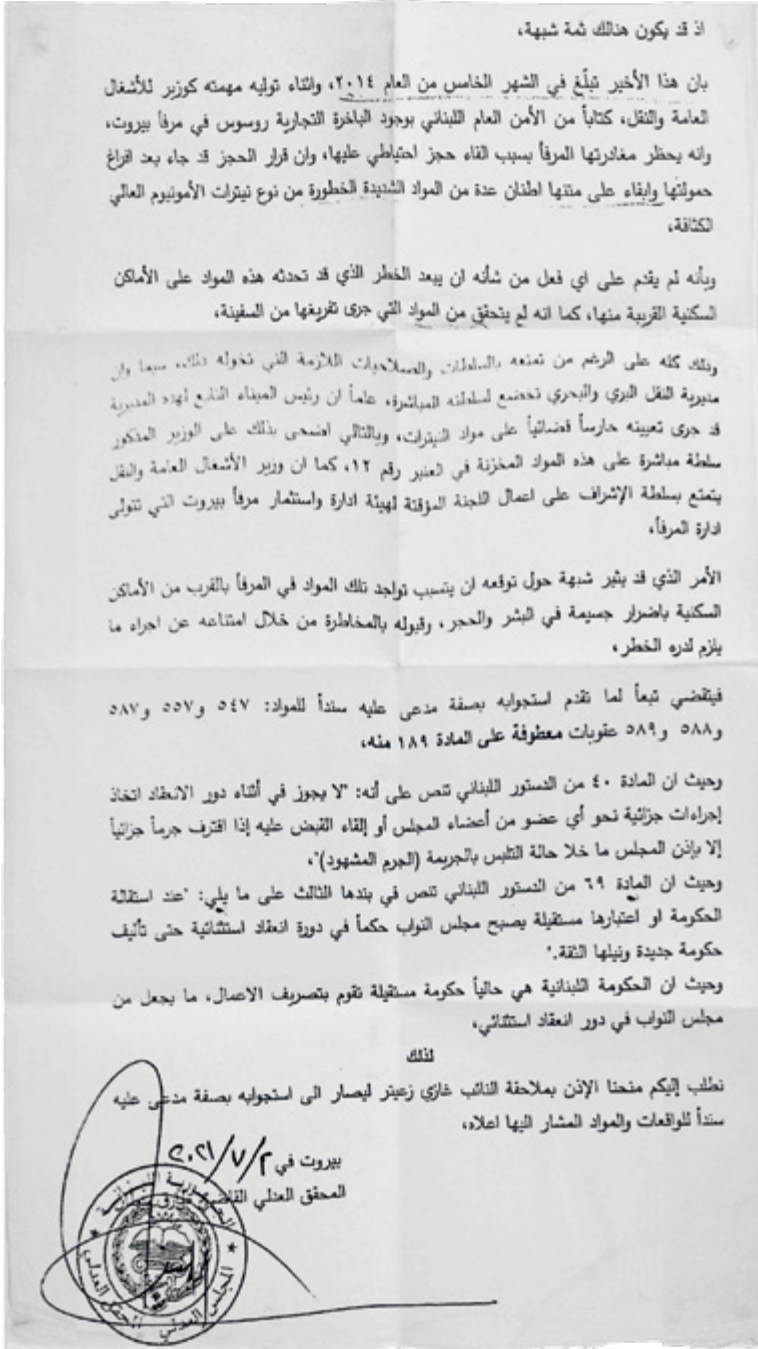 اذ قد يكون هنالك ثمة شبهة،
بان هذا الأخير تبلّغ في الشهر الخامس من العام ٢٠١٤، واثناء توليه مهمته كوزير للأشغال
العامة والنقل، كتاباً من الأمن العام اللبناني بوجود الباخرة التجارية روسوس في مرفأ بيروت،
وانه يحظر مغادرتها المرفأ بسبب القاء حجز احتياطي عليها، وان قرار الحجز قد جاء بعد افراغ
حمولتها وابقاء على متنها اطنان عدة من المواد الشديدة الخطورة من نوع نيترات الأمونيوم العالي
الكثافة،
وبأنه لم يقدم على اي فعل من شأنه ان يبعد الخطر الذي قد تحدثه هذه المواد على الأماكن
السكنية القريبة منها، كما انه لم يتحقق من المواد التي جرى تفريغها من السفينة،
وذلك كله على الرغم من تمتعه بالسلطات والصلاحيات اللازمة التي تخوله ذلك، سيما وان
مديرية النقل البري والبحري تخضع لسلطته المباشرة، علماً ان رئيس الميناء التابع لهذه المديرية
قد جرى تعيينه حارساً قضائياً على مواد النيترات، وبالتالي اضحى بذلك على الوزير المذكور
سلطة مباشرة على هذه المواد المخزنة في العنبر رقم ١٢، كما ان وزير الأشغال العامة والنقل
يتمتع بسلطة الإشراف على اعمال اللجنة المؤقتة لهيئة ادارة واستثمار مرفأ بيروت التي تتولى
ادارة المرفأ،
الأمر الذي قد يثير شبهة حول توقعه ان يتسبب تواجد تلك المواد في المرفأ بالقرب من الأماكن
السكنية باضرار جسيمة في البشر والحجر، وقبوله بالمخاطرة من خلال امتناعه عن اجراء ما
يلزم لدرء الخطر،
فيتقضي تبعاً لما تقدم استجوابه بصفة مدعى عليه سنداً للمواد: ٥٤٧ و٥٥٧ و٥٨٧
و٥٨٨ و٥٨٩ عقوبات معطوفة على المادة ١٨٩ منه،
وحيث ان المادة ٤٠ من الدستور اللبناني تنص على أنه: "لا يجوز في أثناء دور الانعقاد اتخاذ
إجراءات جزائية نحو أي عضو من أعضاء المجلس أو إلقاء القبض عليه إذا اقترف جرماً جزائياً
إلا بإذن المجلس ما خلا حالة التلبس بالجريمة (الجرم المشهود)"،
وحيث ان المادة ٦٩ من الدستور اللبناني تنص في بندها الثالث على ما يلي: "عند استقالة
الحكومة او اعتبارها مستقيلة يصبح مجلس النواب حكماً في دورة انعقاد استثنائية حتى تأليف
حكومة جديدة ونيلها الثقة."
وحيث ان الحكومة اللبنانية هي حالياً حكومة مستقيلة تقوم بتصريف الاعمال، ما يجعل من
مجلس النواب في دور انعقاد استثنائي،
لذلك
نطلب إليكم منحنا الإذن بملاحقة النائب غازي زعيتر ليصار الى استجوابه بصفة مدعى عليه
سنداً للواقعات والمواد المشار اليها اعلاه،
بيروت في ٢٠٢١/٧/٢
المحقق العدلي القاضي
الجمهورية اللبنانية
المجلس العدلي
المحقق العدلي